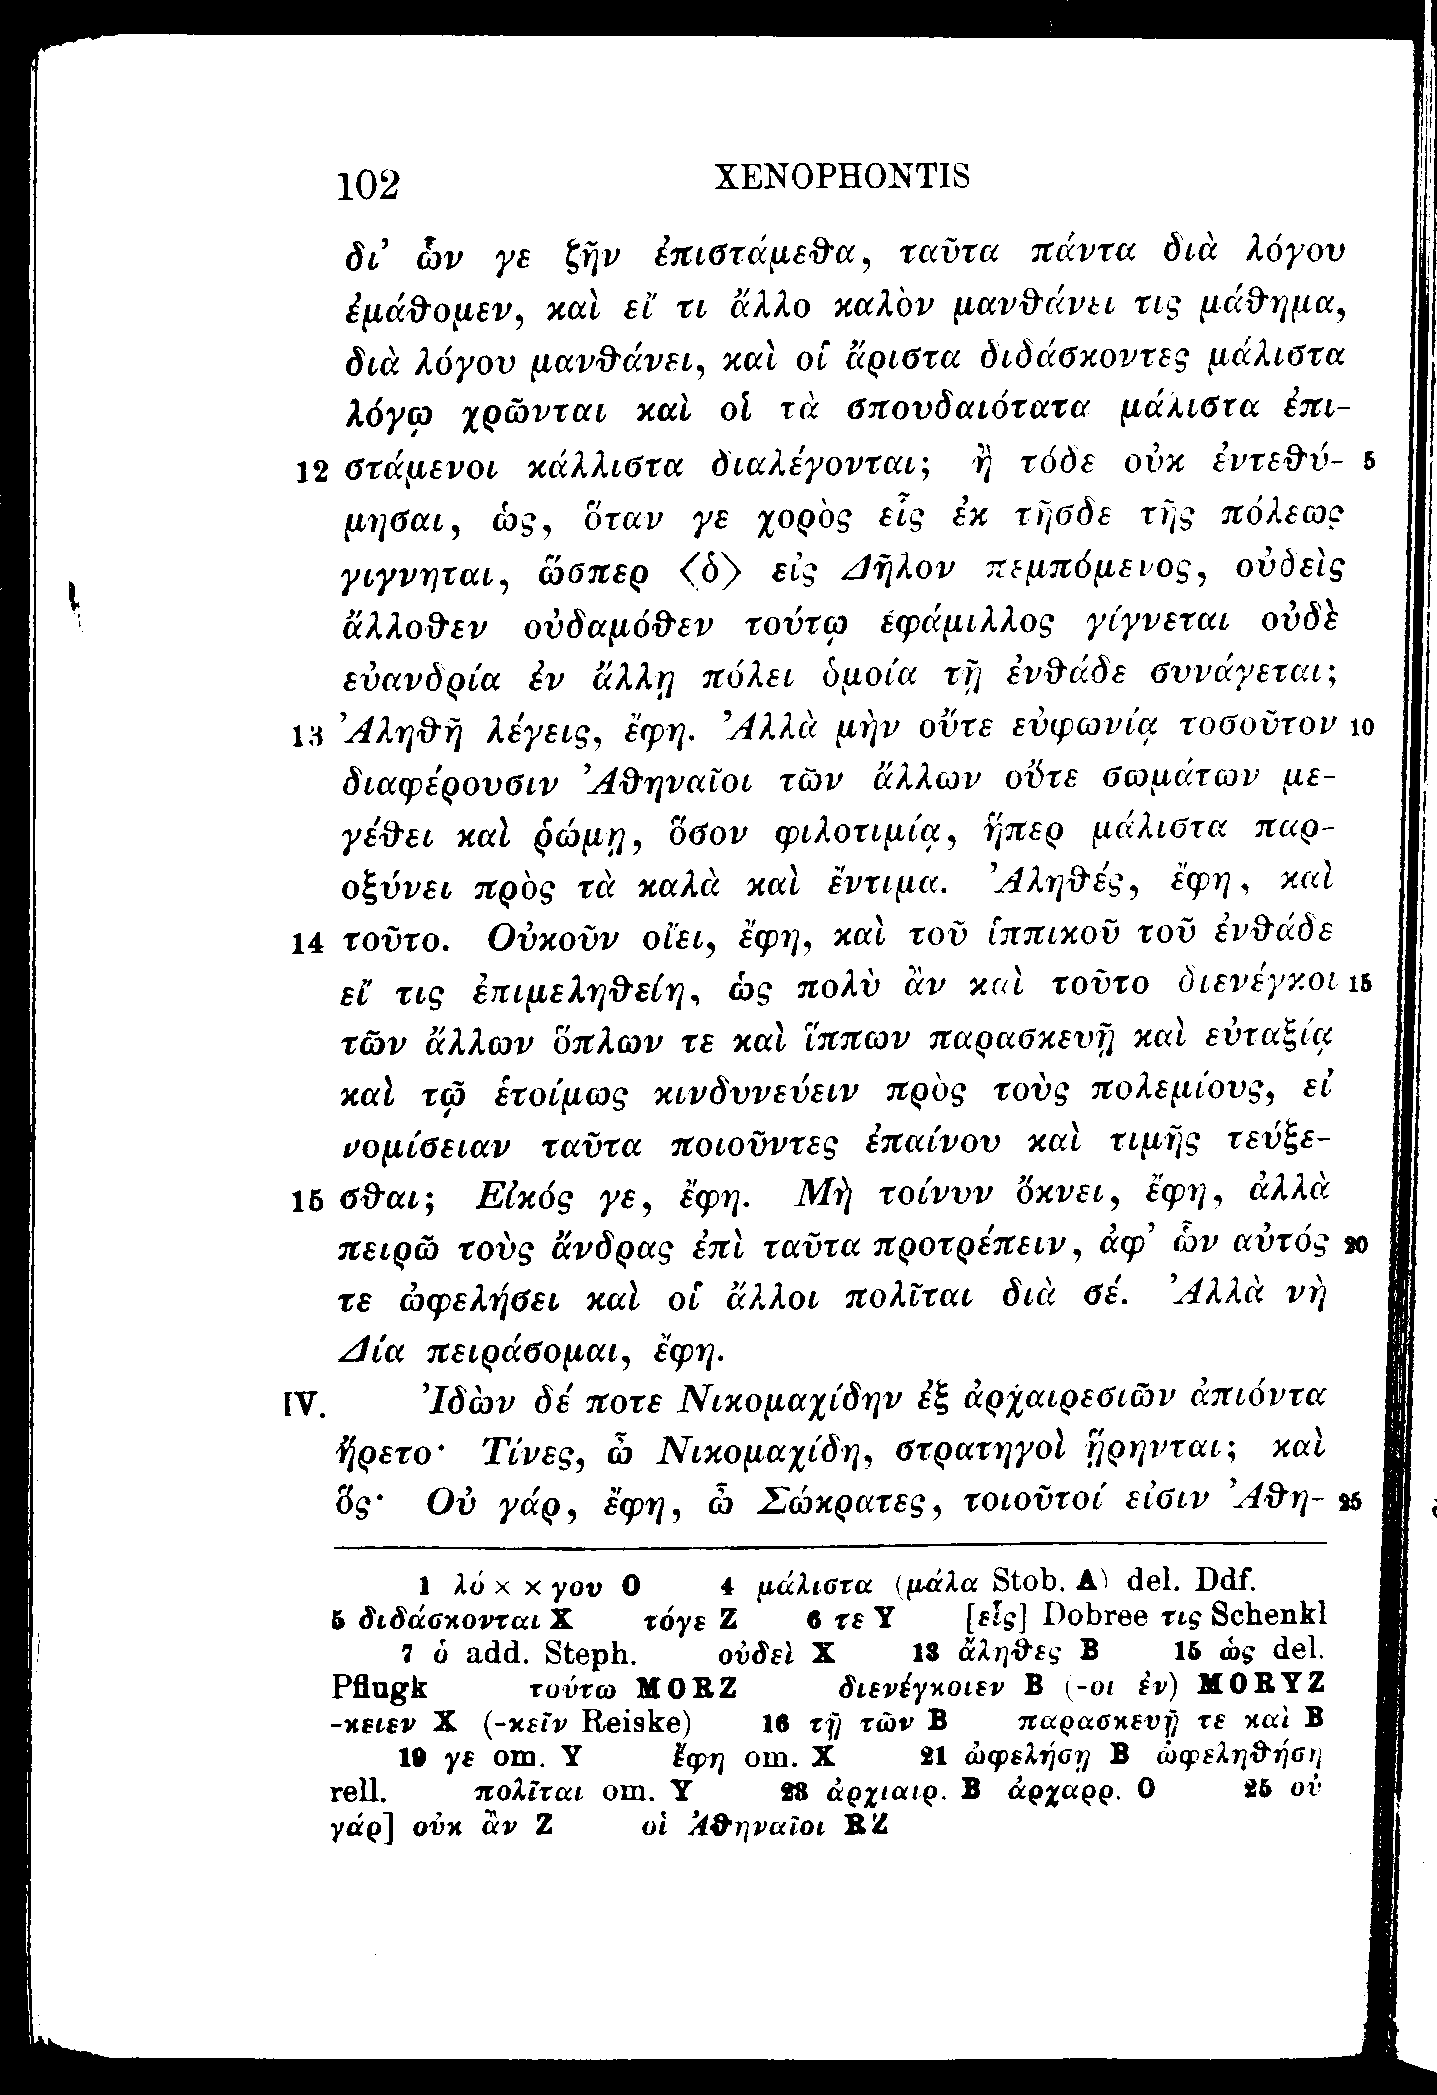 102 XENOPHONTIS
δι’ ὧν γε ζῆν ἐπιστάμεθα, ταῦτα πάντα διὰ λόγου
ἐμάθομεν, καὶ εἴ τι ἄλλο καλὸν μανθάνει τις μάθημα,
διὰ λόγου μανθάνει, καὶ οἱ ἄριστα διδάσκοντες μάλιστα
λόγῳ χρῶνται καὶ οἱ τὰ σπουδαιότατα μάλιστα ἐπι-
12 στάμενοι κάλλιστα διαλέγονται; ἢ τόδε οὐκ ἐντεθύ- 5
μησαι, ὡς, ὅταν γε χορὸς εἷς ἐκ τῆσδε τῆς πόλεως
γιγνηται, ὥσπερ ⟨ὁ⟩ εἰς Δῆλον πεμπόμενος, οὐδεὶς
ἄλλοθεν οὐδαμόθεν τούτῳ ἐφάμιλλος γίγνεται οὐδὲ
εὐανδρία ἐν ἄλλῃ πόλει ὁμοία τῇ ἐνθάδε συνάγεται;
13 Ἀληθῆ λέγεις, ἔφη. Ἀλλὰ μὴν οὔτε εὐφωνίᾳ τοσοῦτον 10
διαφέρουσιν Ἀθηναῖοι τῶν ἄλλων οὔτε σωμάτων με-
γέθει καὶ ῥώμῃ, ὅσον φιλοτιμίᾳ, ἥπερ μάλιστα παρ-
οξύνει πρὸς τὰ καλὰ καὶ ἔντιμα. Ἀληθές, ἔφη, καὶ
14 τοῦτο. Οὐκοῦν οἴει, ἔφη, καὶ τοῦ ἱππικοῦ τοῦ ἐνθάδε
εἴ τις ἐπιμεληθείη, ὡς πολὺ ἂν καὶ τοῦτο διενέγκοι 15
τῶν ἄλλων ὅπλων τε καὶ ἵππων παρασκευῇ καὶ εὐταξίᾳ
καὶ τῷ ἑτοίμως κινδυνεύειν πρὸς τοὺς πολεμίους, εἰ
νομίσειαν ταῦτα ποιοῦντες ἐπαίνου καὶ τιμῆς τεύξε-
15 σθαι; Εἰκός γε, ἔφη. Μὴ τοίνυν ὄκνει, ἔφη, ἀλλὰ
πειρῶ τοὺς ἄνδρας ἐπὶ ταῦτα προτρέπειν, ἀφ’ ὧν αὐτός 20
τε ὠφελήσει καὶ οἱ ἄλλοι πολῖται διὰ σέ. Ἀλλὰ νὴ
Δία πειράσομαι, ἔφη.
IV. Ἰδὼν δέ ποτε Νικομαχίδην ἐξ ἀρχαιρεσιῶν ἀπιόντα
ἤρετο· Τίνες, ὦ Νικομαχίδη, στρατηγοὶ ᾕρηνται; καὶ
ὅς· Οὐ γάρ, ἔφη, ὦ Σώκρατες, τοιοῦτοί εἰσιν Ἀθη- 25
1 λό × × γου O 4 μάλιστα (μάλα Stob. A) del. Ddf.
5 διδάσκονται X τόγε Z 6 τε Y [εἷς] Dobree τις Schenkl
7 ὁ add. Steph. οὐδεὶ X 13 ἄληθες B 15 ὡς del.
Pflugk τούτω MORZ διενέγκοιεν B (-οι ἐν) MORYZ
-κειεν X (-κεῖν Reiske) 16 τῇ τῶν B παρασκευῇ τε καὶ B
19 γε om. Y ἔφη om. X 21 ὠφελήσῃ B ὠφεληθήσῃ
rell. πολῖται om. Y 23 ἀρχιαιρ. B ἀρχαρρ. O 25 οὐ
γάρ] οὐκ ἂν Z οἱ Ἀθηναῖοι RZ